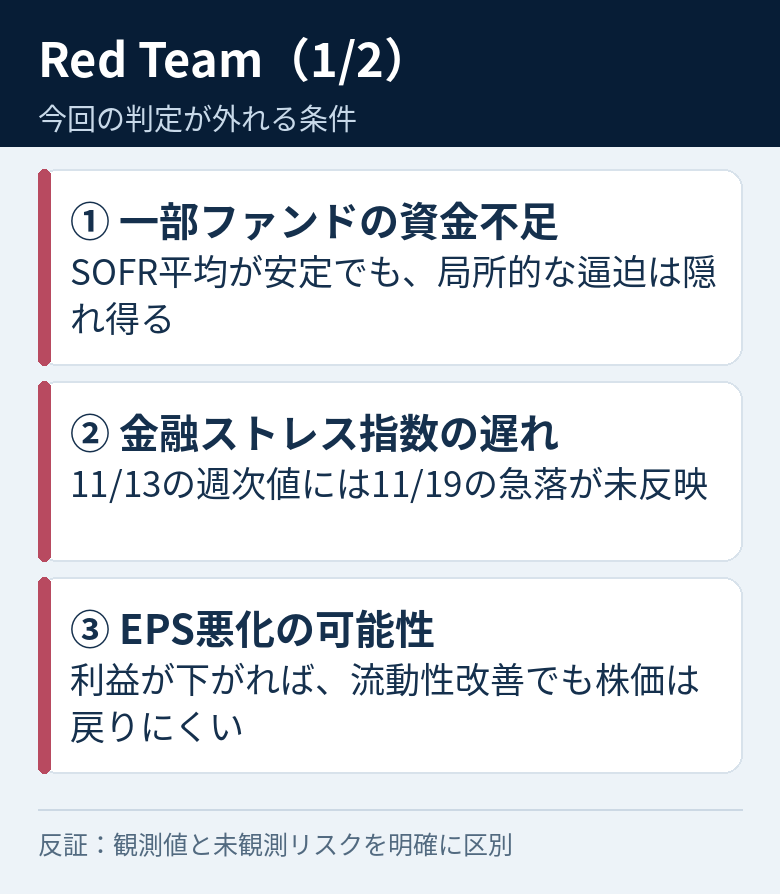 Red Team（1/2）
今回の判定が外れる条件
① 一部ファンドの資金不足
SOFR平均が安定でも、局所的な逼迫は隠
れ得る
② 金融ストレス指数の遅れ
11/13の週次値には11/19の急落が未反映
③ EPS悪化の可能性
利益が下がれば、流動性改善でも株価は
戻りにくい
反証：観測値と未観測リスクを明確に区別